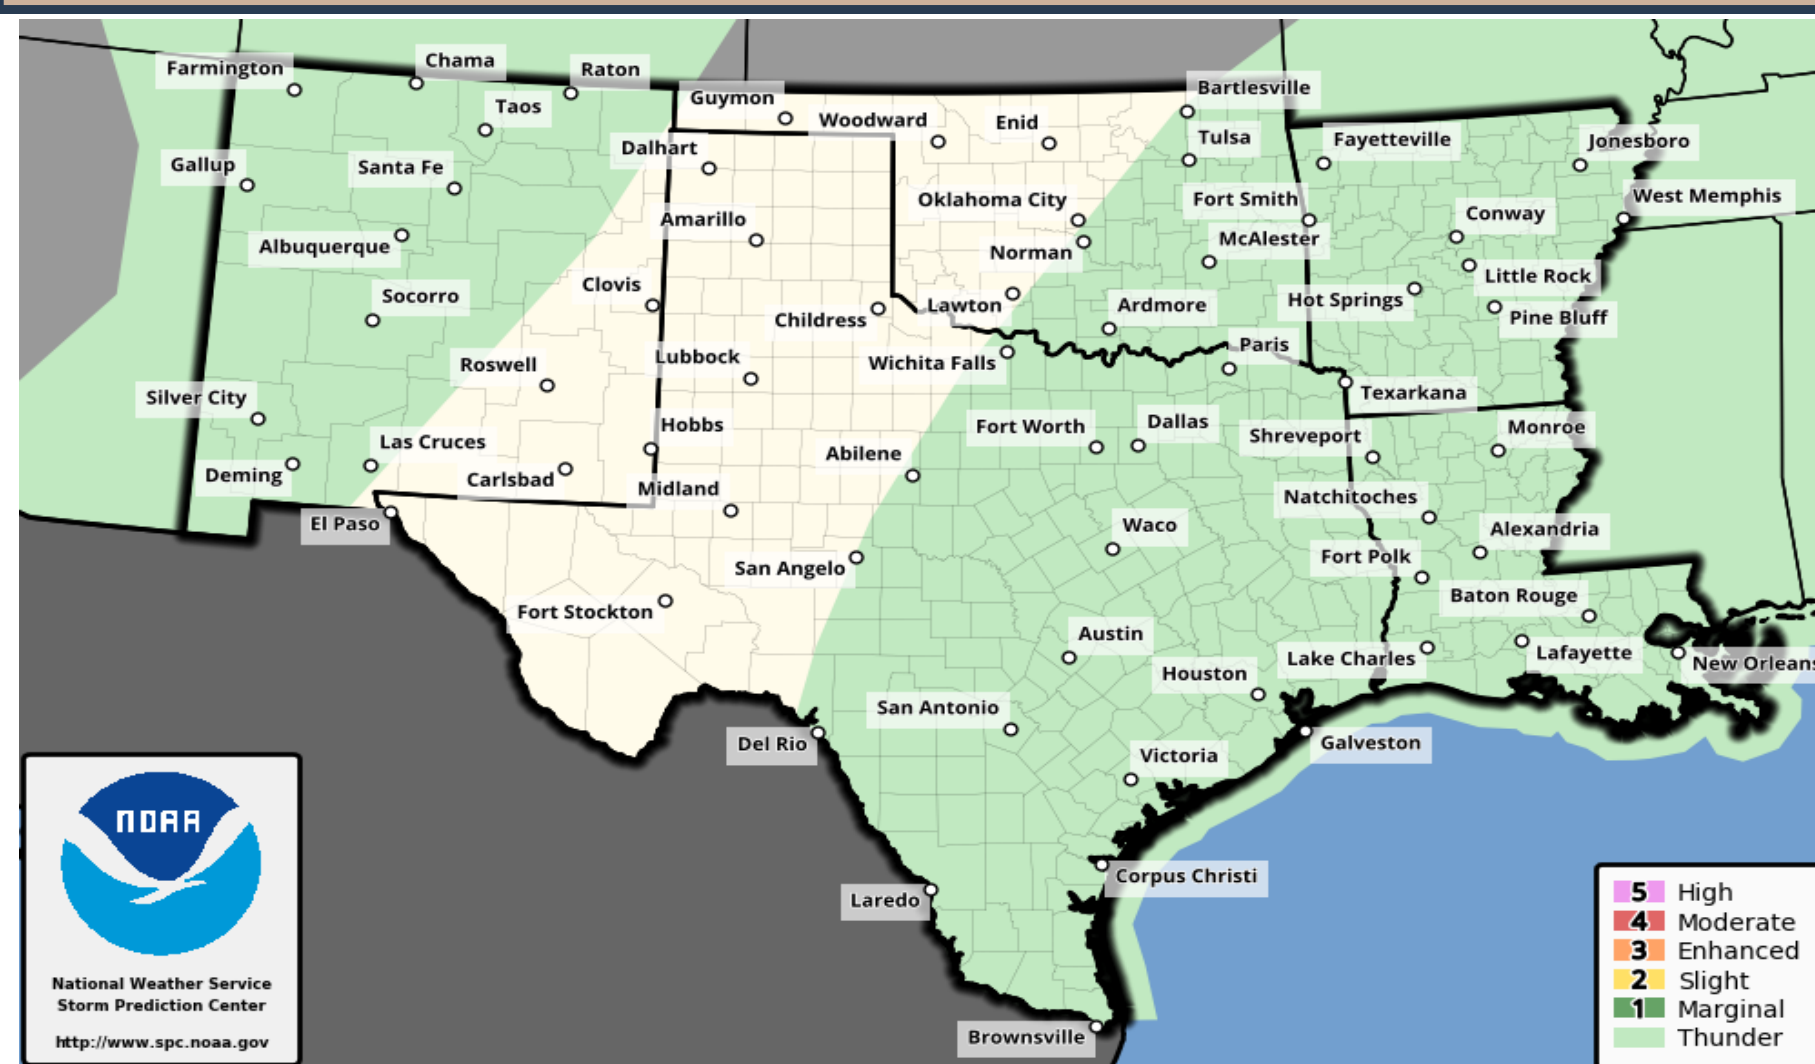 Farmington
Chama
Raton
Taos
Guymon
Woodward
Enid
Bartlesville
Tulsa
Fayetteville
Jonesboro
Gallup
Santa Fe
Dalhart
Oklahoma City
Fort Smith
West Memphis
Conway
Amarillo
Albuquerque
Norman
McAlester
Little Rock
Socorro
Clovis
Childress
Lawton
Ardmore
Hot Springs
Pine Bluff
Roswell
Lubbock
Wichita Falls
Paris
Texarkana
Silver City
Las Cruces
Hobbs
Fort Worth
Dallas
Shreveport
Monroe
Deming
Carlsbad
Midland
Abilene
Natchitoches
El Paso
Waco
Alexandria
San Angelo
Fort Polk
Fort Stockton
Baton Rouge
Austin
Lake Charles
Lafayette
New Orleans
Houston
San Antonio
Del Rio
Galveston
Victoria
Corpus Christi
Laredo
Brownsville
NOAA
National Weather Service
Storm Prediction Center
http://www.spc.noaa.gov
5 High
4 Moderate
3 Enhanced
2 Slight
1 Marginal
Thunder